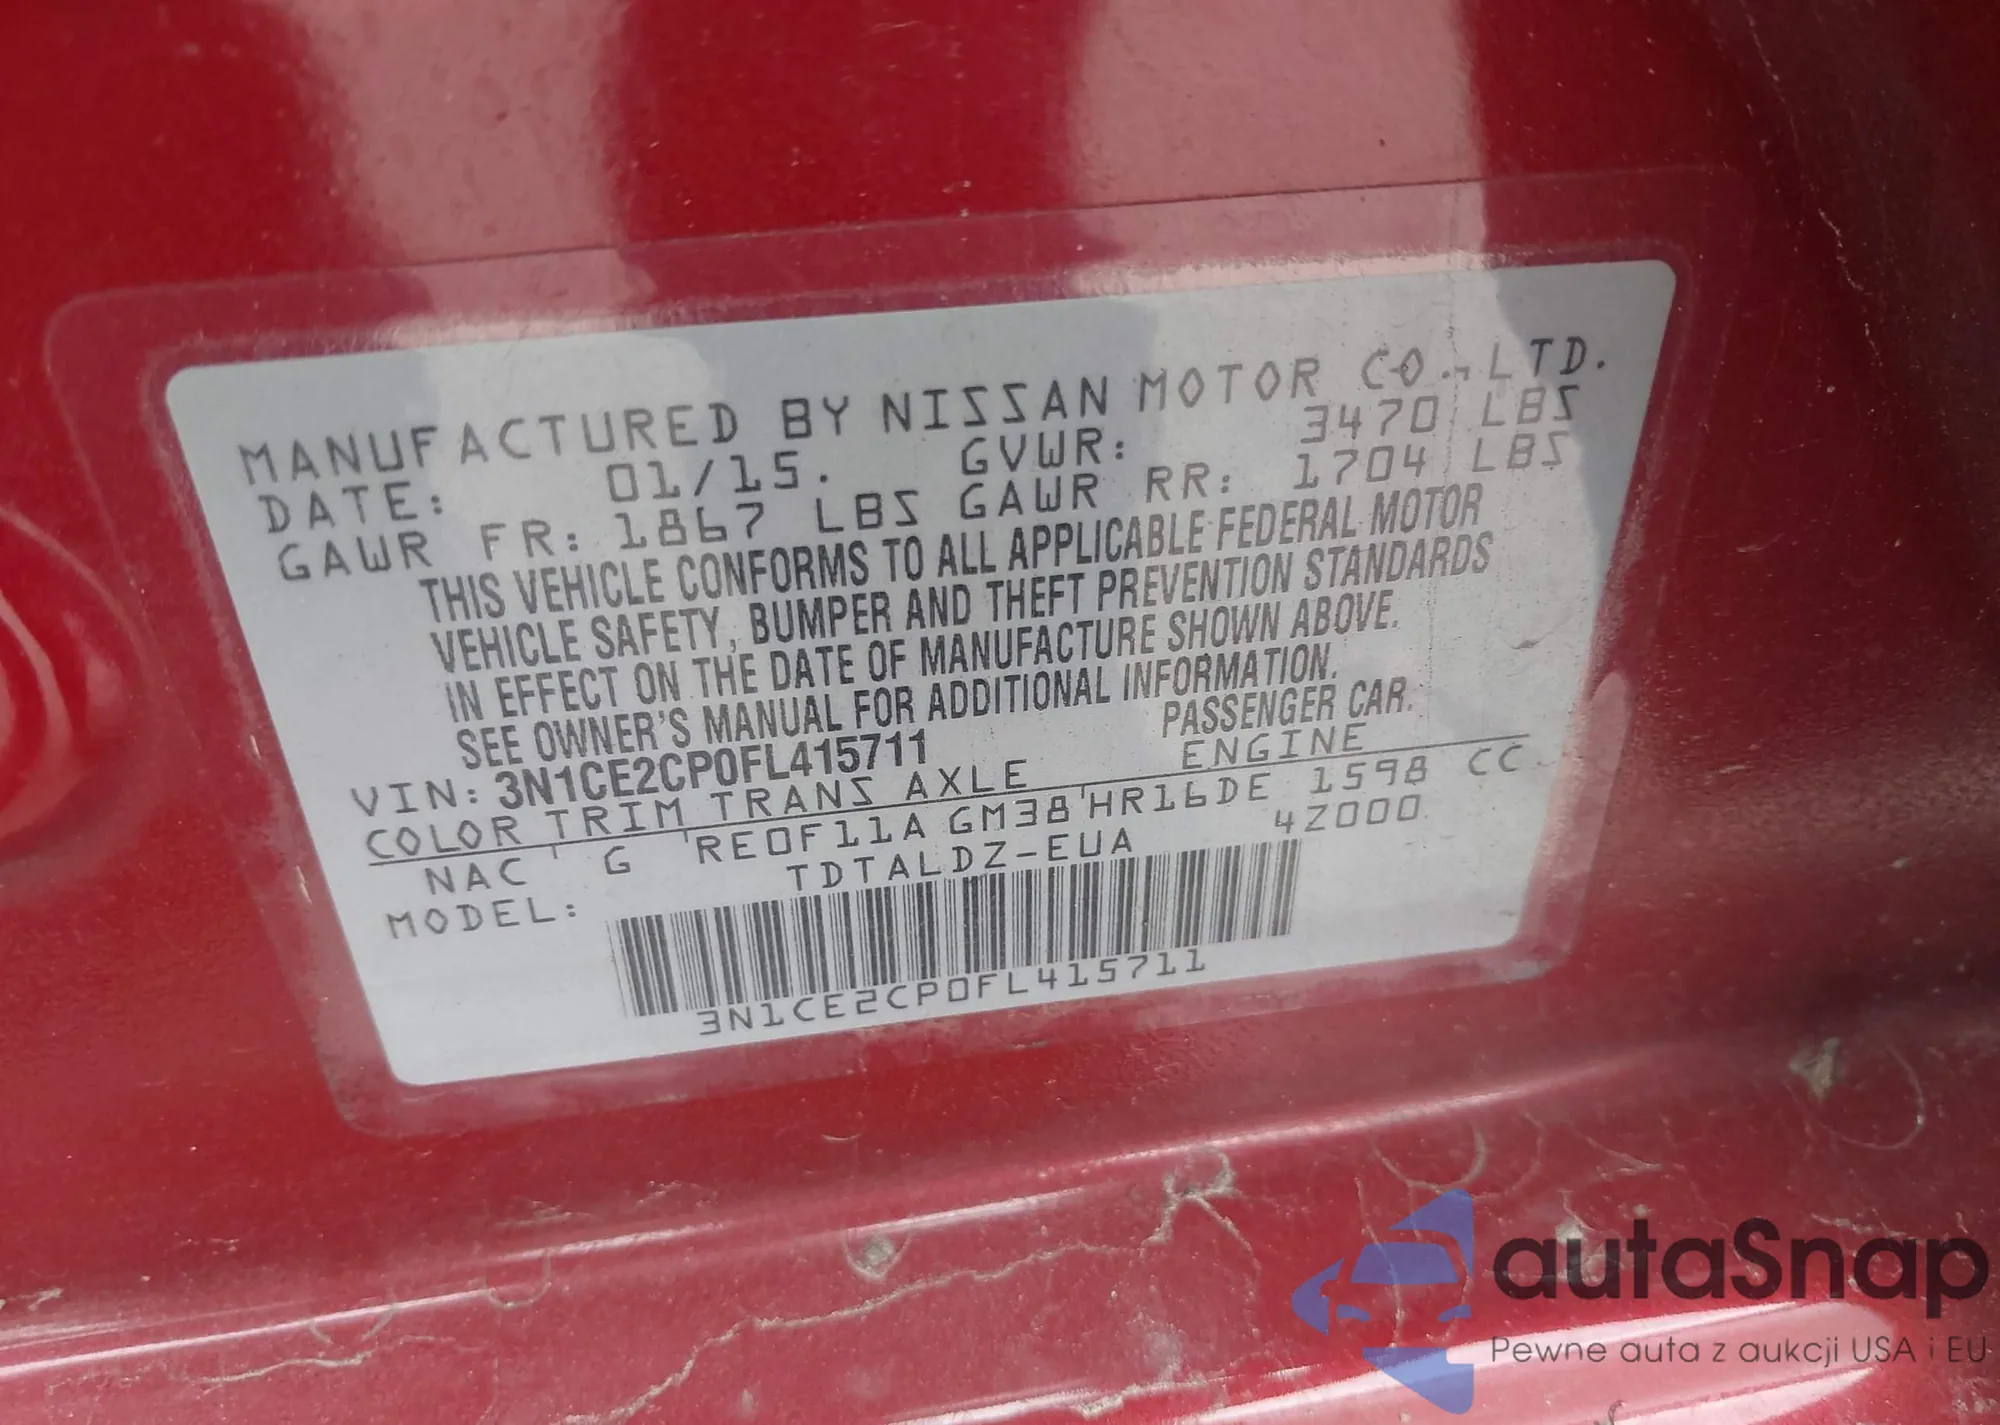 MANUFACTURED BY NISSAN MOTOR CO., LTD.
DATE: 01/15. GVWR: 3470 LBS
GAWR FR: 1867 LBS GAWR RR: 1704 LBS
THIS VEHICLE CONFORMS TO ALL APPLICABLE FEDERAL MOTOR
VEHICLE SAFETY, BUMPER AND THEFT PREVENTION STANDARDS
IN EFFECT ON THE DATE OF MANUFACTURE SHOWN ABOVE.
SEE OWNER'S MANUAL FOR ADDITIONAL INFORMATION.
VIN: 3N1CE2CP0FL415711 PASSENGER CAR.
COLOR TRIM TRANS AXLE ENGINE
NAC ' G ' RE0F11A GM38 ' HR16DE 1598 CC
MODEL: TDTALDZ-EUA 4Z000
3N1CE2CP0FL415711
autaSnap
Pewne auta z aukcji USA i EU